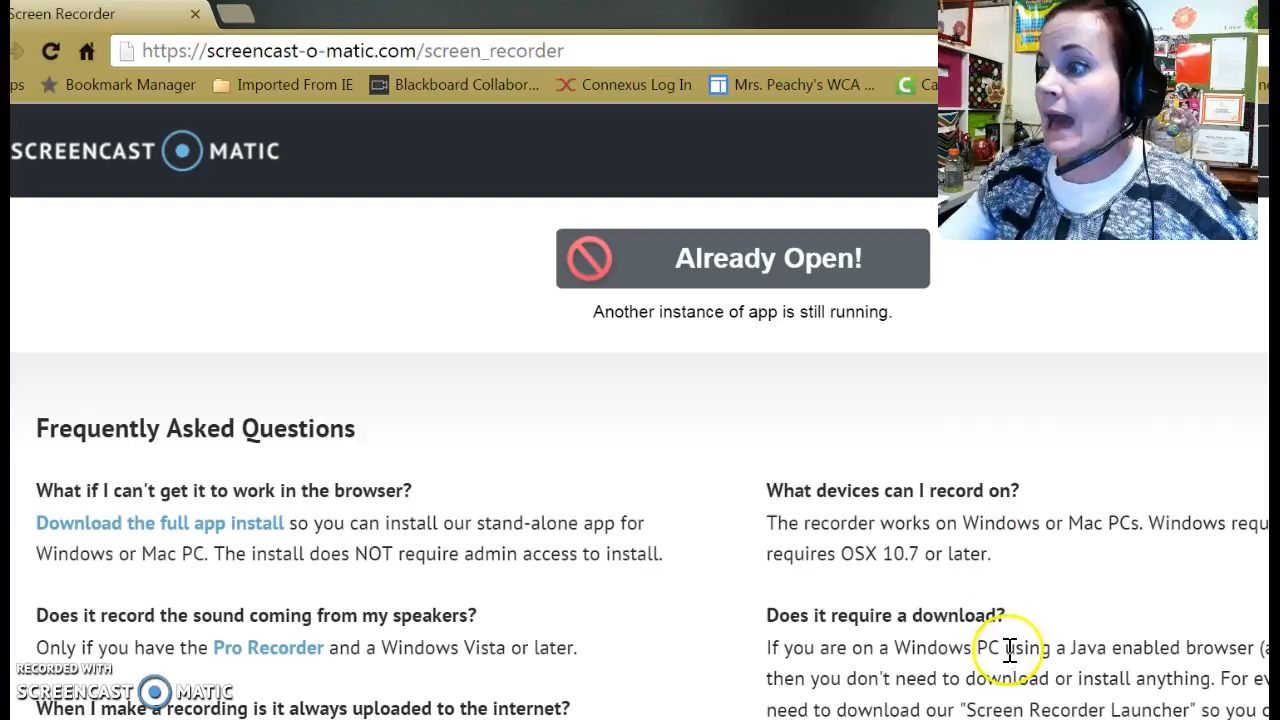 Screen Recorder
https://screencast-o-matic.com/screen_recorder
ps Bookmark Manager Imported From IE Blackboard Collabor... Connexus Log In Mrs. Peachy's WCA ... Ca
SCREENCAST MATIC
Already Open!
Another instance of app is still running.
Frequently Asked Questions
What if I can't get it to work in the browser?
Download the full app install so you can install our stand-alone app for
Windows or Mac PC. The install does NOT require admin access to install.
Does it record the sound coming from my speakers?
Only if you have the Pro Recorder and a Windows Vista or later.
When I make a recording is it always uploaded to the internet?
What devices can I record on?
The recorder works on Windows or Mac PCs. Windows requ
requires OSX 10.7 or later.
Does it require a download?
If you are on a Windows PC using a Java enabled browser (a
then you don't need to download or install anything. For ev
need to download our "Screen Recorder Launcher" so you c
RECORDED WITH
SCREENCAST MATIC